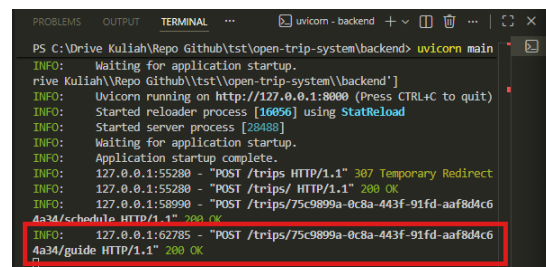 PROBLEMS OUTPUT TERMINAL ··· uvicorn - backend
PS C:\Drive Kuliah\Repo Github\tst\open-trip-system\backend> uvicorn main
INFO: Waiting for application startup.
rive Kuliah\\Repo Github\\tst\\open-trip-system\\backend']
INFO: Uvicorn running on http://127.0.0.1:8000 (Press CTRL+C to quit)
INFO: Started reloader process [16056] using StatReload
INFO: Started server process [28488]
INFO: Waiting for application startup.
INFO: Application startup complete.
INFO: 127.0.0.1:55280 - "POST /trips HTTP/1.1" 307 Temporary Redirect
INFO: 127.0.0.1:55280 - "POST /trips/ HTTP/1.1" 200 OK
INFO: 127.0.0.1:58990 - "POST /trips/75c9899a-0c8a-443f-91fd-aaf8d4c6
4a34/schedule HTTP/1.1" 200 OK
INFO: 127.0.0.1:62785 - "POST /trips/75c9899a-0c8a-443f-91fd-aaf8d4c6
4a34/guide HTTP/1.1" 200 OK